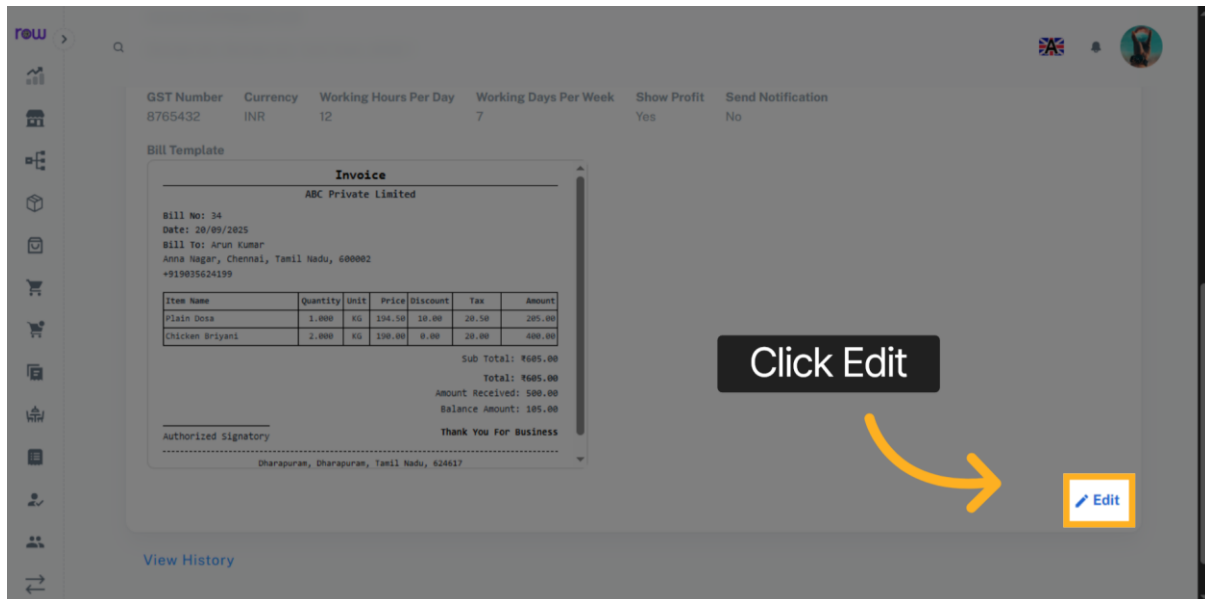 row
GST Number Currency Working Hours Per Day Working Days Per Week Show Profit Send Notification
8765432 INR 12 7 Yes No
Bill Template
Invoice
ABC Private Limited
Bill No: 34
Date: 20/09/2025
Bill To: Arun Kumar
Anna Nagar, Chennai, Tamil Nadu, 600002
+919035624199
Item Name Quantity Unit Price Discount Tax Amount
Plain Dosa 1.000 KG 194.50 10.00 20.50 205.00
Chicken Briyani 2.000 KG 190.00 0.00 20.00 400.00
Sub Total: ₹605.00
Total: ₹605.00
Amount Received: 500.00
Balance Amount: 105.00
Authorized Signatory Thank You For Business
Dharapuram, Dharapuram, Tamil Nadu, 624617
Click Edit
Edit
View History